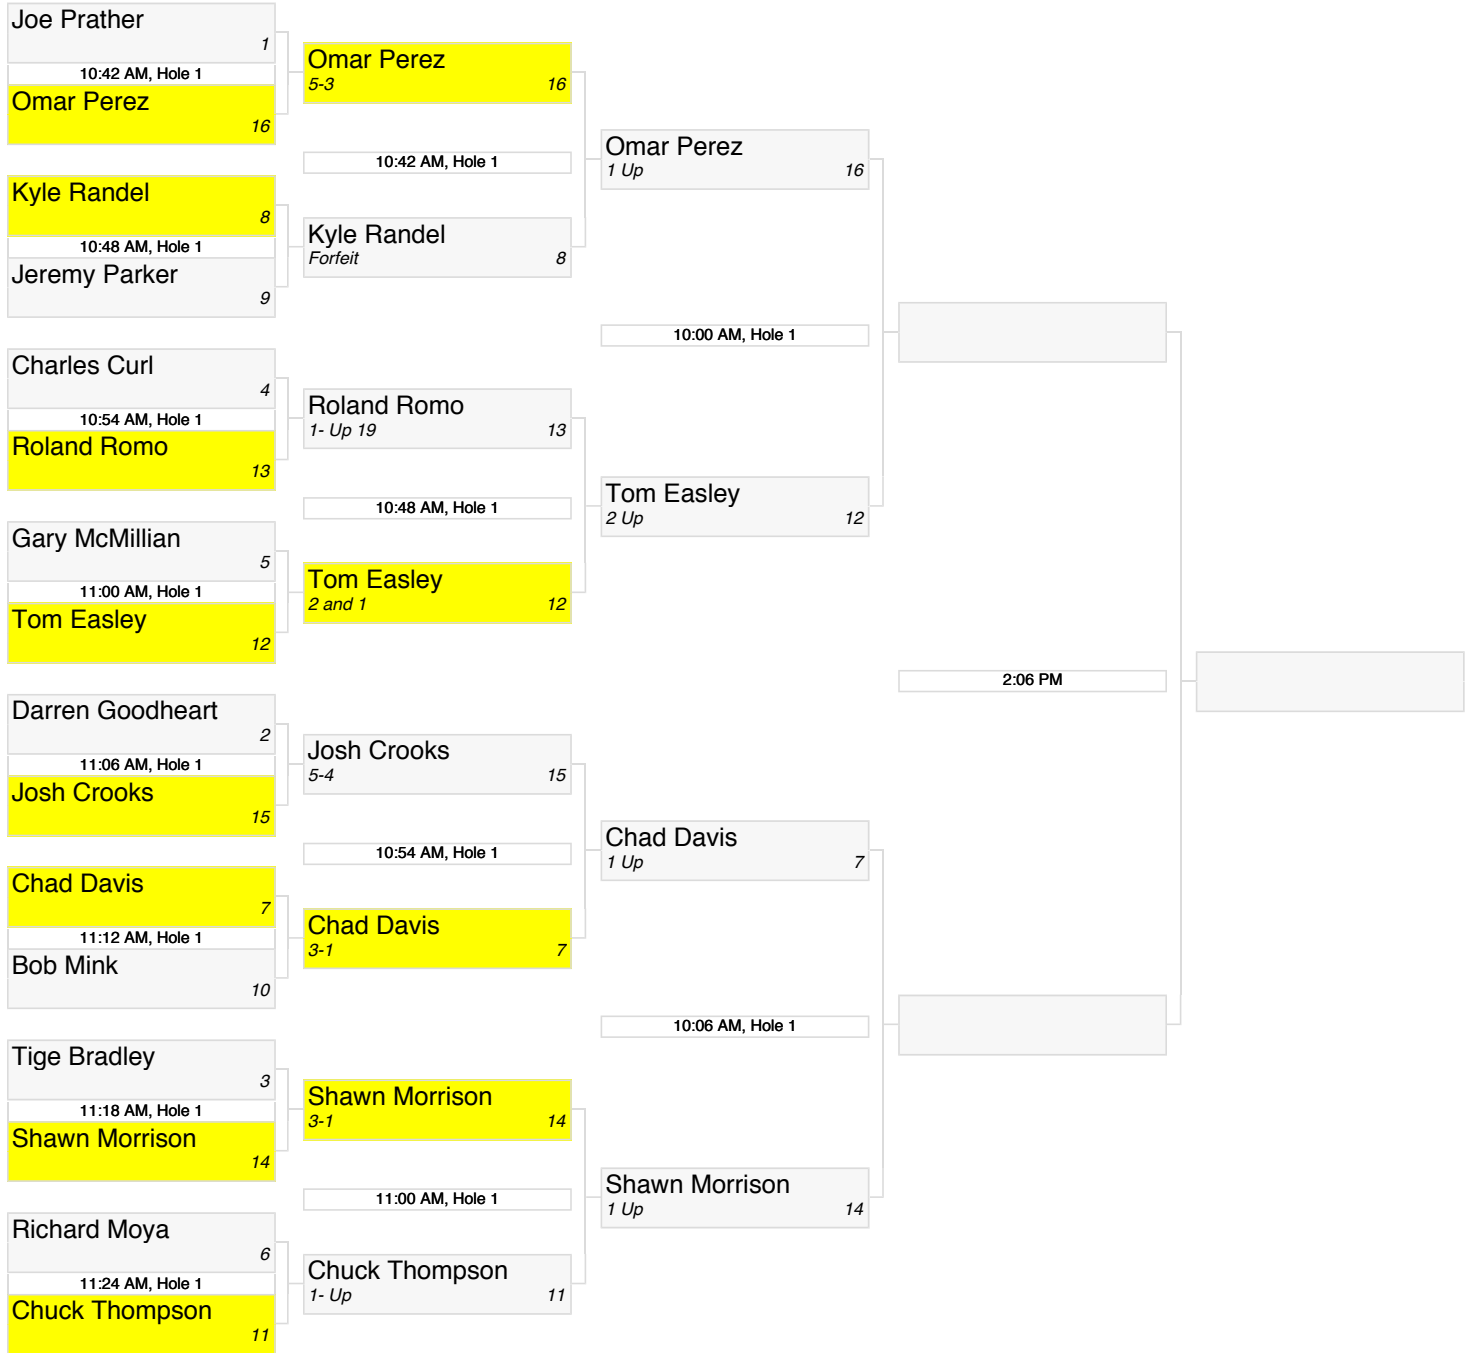 Joe Prather
1
10:42 AM, Hole 1
Omar Perez
16
Kyle Randel
8
10:48 AM, Hole 1
Jeremy Parker
9
Charles Curl
4
10:54 AM, Hole 1
Roland Romo
13
Gary McMillian
5
11:00 AM, Hole 1
Tom Easley
12
Darren Goodheart
2
11:06 AM, Hole 1
Josh Crooks
15
Chad Davis
7
11:12 AM, Hole 1
Bob Mink
10
Tige Bradley
3
11:18 AM, Hole 1
Shawn Morrison
14
Richard Moya
6
11:24 AM, Hole 1
Chuck Thompson
11
Omar Perez
5-3 16
10:42 AM, Hole 1
Kyle Randel
Forfeit 8
Roland Romo
1- Up 19 13
10:48 AM, Hole 1
Tom Easley
2 and 1 12
Josh Crooks
5-4 15
10:54 AM, Hole 1
Chad Davis
3-1 7
Shawn Morrison
3-1 14
11:00 AM, Hole 1
Chuck Thompson
1- Up 11
Omar Perez
1 Up 16
10:00 AM, Hole 1
Tom Easley
2 Up 12
Chad Davis
1 Up 7
10:06 AM, Hole 1
Shawn Morrison
1 Up 14
2:06 PM